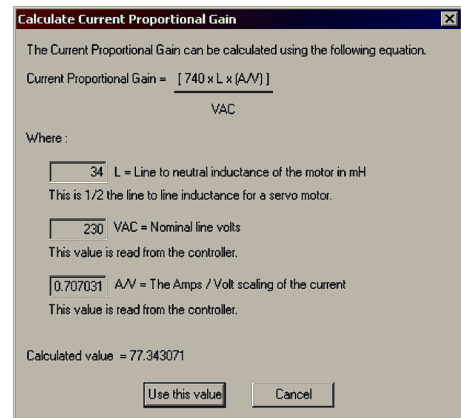 Calculate Current Proportional Gain
The Current Proportional Gain can be calculated using the following equation.
Current Proportional Gain = [ 740 x L x (A/V) ]
VAC
Where :
34 L = Line to neutral inductance of the motor in mH
This is 1/2 the line to line inductance for a servo motor.
230 VAC = Nominal line volts
This value is read from the controller.
0.707031 A/V = The Amps / Volt scaling of the current
This value is read from the controller.
Calculated value = 77.343071
Use this value Cancel